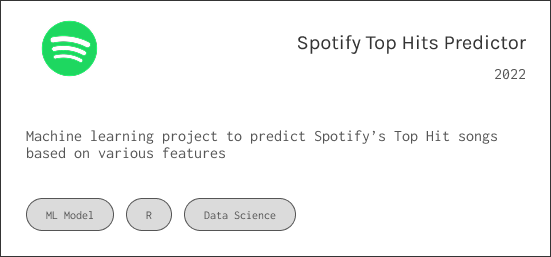 Spotify Top Hits Predictor
2022
Machine learning project to predict Spotify’s Top Hit songs
based on various features
ML Model
R
Data Science